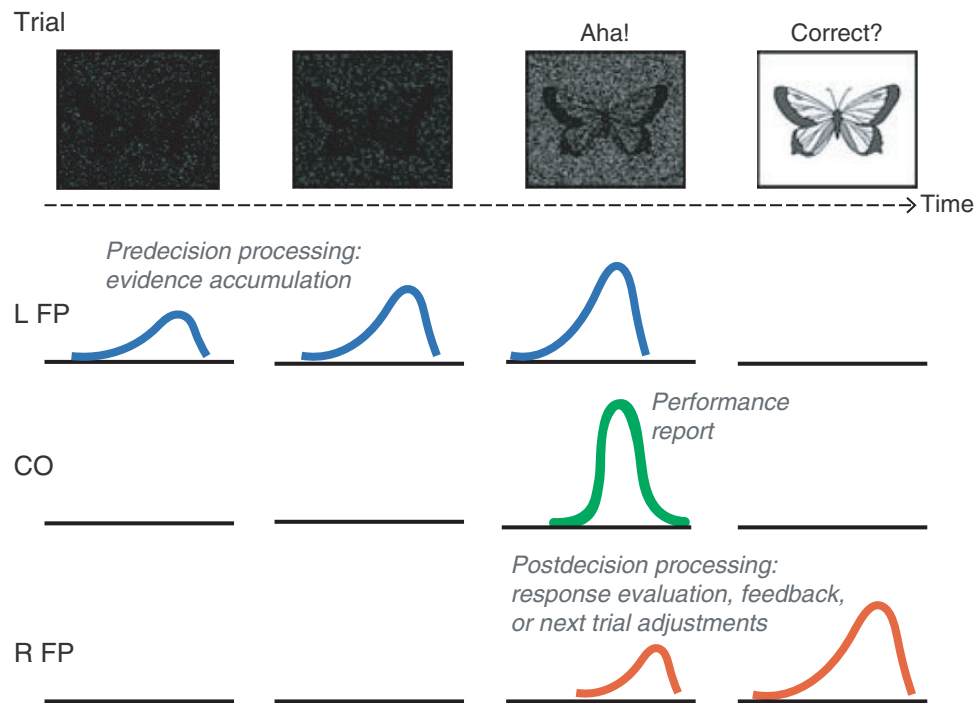 Trial
Aha!
Correct?
Time
Predecision processing:
evidence accumulation
L FP
Performance
report
CO
Postdecision processing:
response evaluation, feedback,
or next trial adjustments
R FP